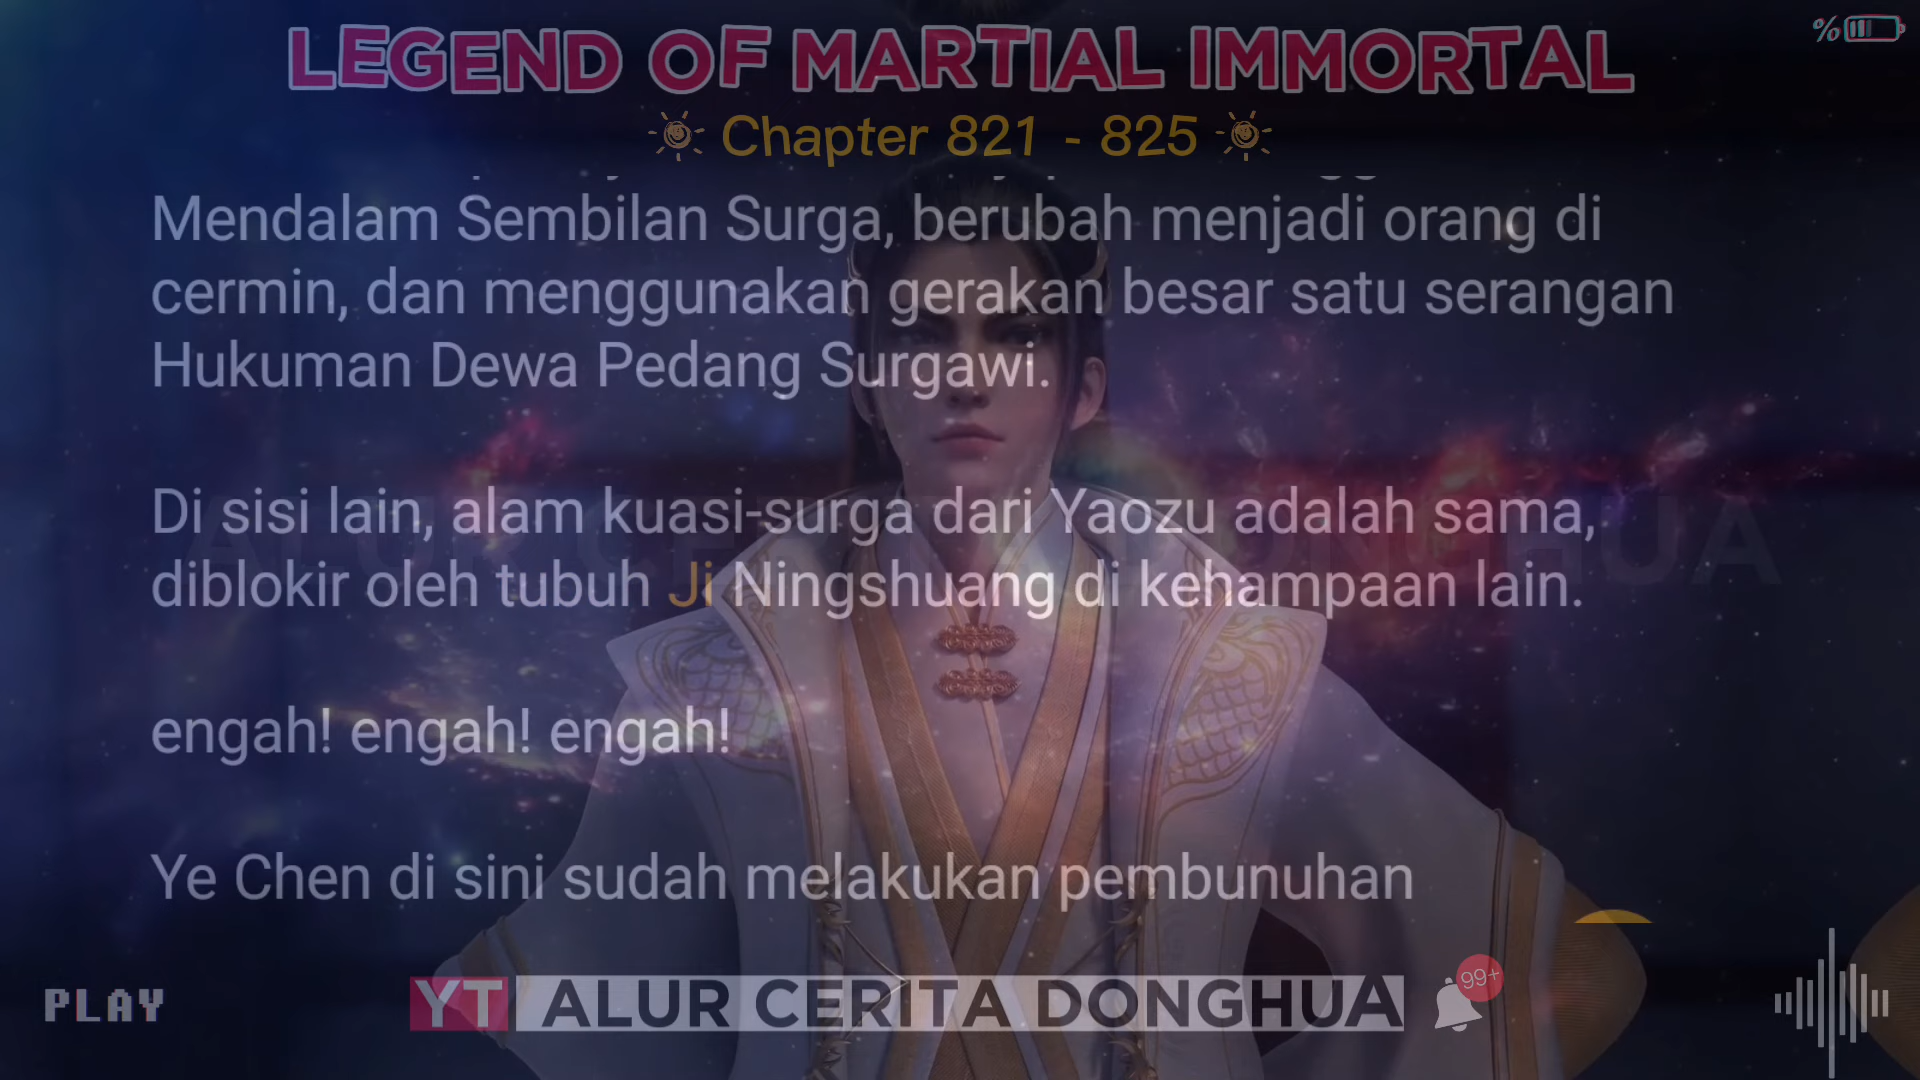 LEGEND OF MARTIAL IMMORTAL
%
Chapter 821 - 825
Mendalam Sembilan Surga, berubah menjadi orang di
cermin, dan menggunakan gerakan besar satu serangan
Hukuman Dewa Pedang Surgawi.
Di sisi lain, alam kuasi-surga dari Yaozu adalah sama,
diblokir oleh tubuh Ji Ningshuang di kehampaan lain.
engah! engah! engah!
Ye Chen di sini sudah melakukan pembunuhan
PLAY
YT ALUR CERITA DONGHUA
99+